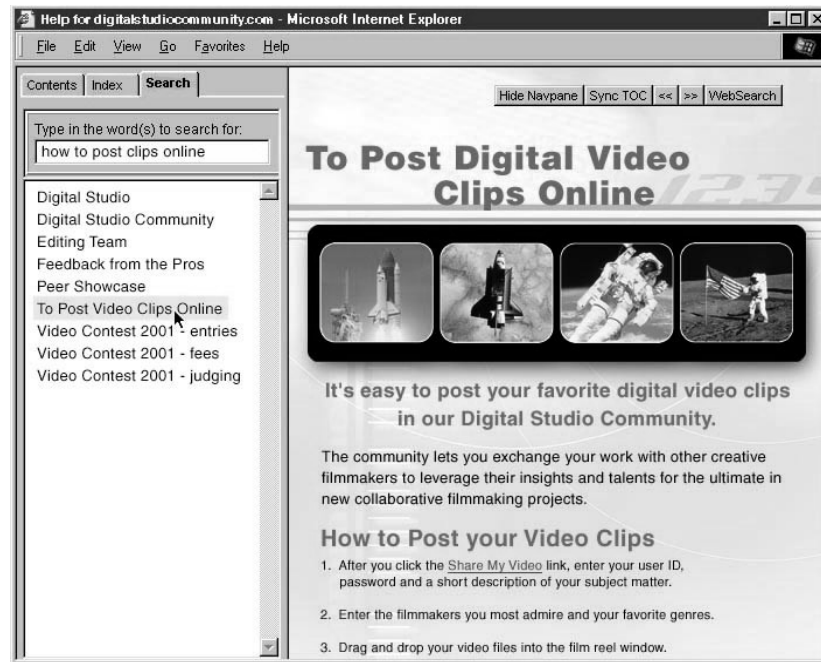 Help for digitalstudiocommunity.com - Microsoft Internet Explorer
File Edit View Go Favorites Help
Contents Index Search
Type in the word(s) to search for:
how to post clips online
Digital Studio
Digital Studio Community
Editing Team
Feedback from the Pros
Peer Showcase
To Post Video Clips Online
Video Contest 2001 - entries
Video Contest 2001 - fees
Video Contest 2001 - judging
Hide Navpane Sync TOC << >> WebSearch
To Post Digital Video
Clips Online
1234
It's easy to post your favorite digital video clips
in our Digital Studio Community.
The community lets you exchange your work with other creative
filmmakers to leverage their insights and talents for the ultimate in
new collaborative filmmaking projects.
How to Post your Video Clips
1. After you click the Share My Video link, enter your user ID,
password and a short description of your subject matter.
2. Enter the filmmakers you most admire and your favorite genres.
3. Drag and drop your video files into the film reel window.